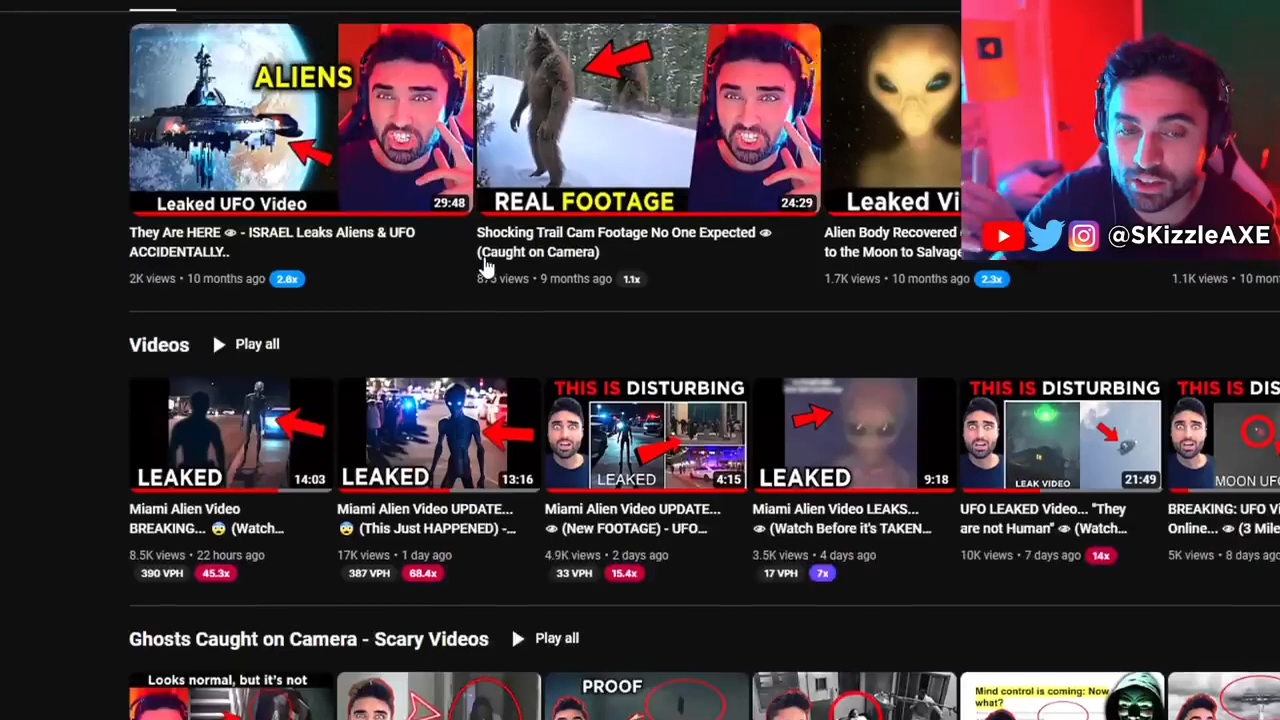 ALIENS
Leaked UFO Video
29:48
REAL FOOTAGE
24:29
Leaked Vi
@SKizzleAXE
They Are HERE 👁 - ISRAEL Leaks Aliens & UFO
ACCIDENTALLY..
2K views • 10 months ago 2.6x
Shocking Trail Cam Footage No One Expected 👁
(Caught on Camera)
views • 9 months ago 1.1x
Alien Body Recovered
to the Moon to Salvage
1.7K views • 10 months ago 2.3x
1.1K views • 10 mon
Videos
Play all
LEAKED
14:03
LEAKED
13:16
THIS IS DISTURBING
LEAKED
4:15
LEAKED
9:18
THIS IS DISTURBING
LEAK VIDEO
21:49
THIS IS DIS
MOON UFO
Miami Alien Video
BREAKING... 😨 (Watch...
8.5K views • 22 hours ago
390 VPH 45.3x
Miami Alien Video UPDATE...
😨 (This Just HAPPENED) -...
17K views • 1 day ago
387 VPH 68.4x
Miami Alien Video UPDATE...
👁 (New FOOTAGE) - UFO...
4.9K views • 2 days ago
33 VPH 15.4x
Miami Alien Video LEAKS...
👁 (Watch Before it's TAKEN...
3.5K views • 4 days ago
17 VPH 7x
UFO LEAKED Video... "They
are not Human" 👁 (Watch...
10K views • 7 days ago 14x
BREAKING: UFO Vi
Online... 👁 (3 Mile
5K views • 8 days ago
Ghosts Caught on Camera - Scary Videos
Play all
Looks normal, but it's not
PROOF
Mind control is coming: Now
what?